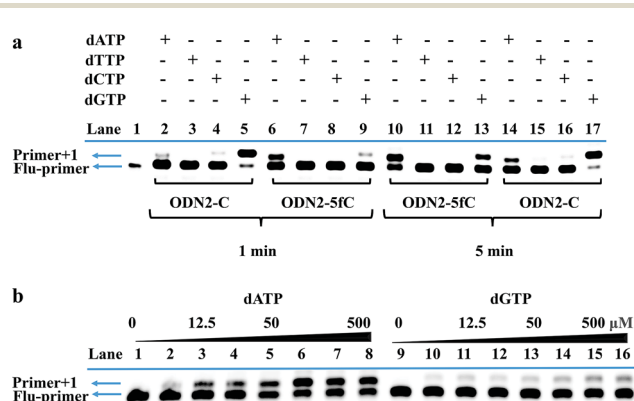 a
dATP + - - - + - - - + - - - + - - -
dTTP - + - - - + - - - + - - - + - -
dCTP - - + - - - + - - - + - - - + -
dGTP - - - + - - - + - - - + - - - +
Lane 1 2 3 4 5 6 7 8 9 10 11 12 13 14 15 16 17
Primer+1
Flu-primer
ODN2-C ODN2-5fC ODN2-5fC ODN2-C
1 min 5 min
b
dATP dGTP
0 12.5 50 500 0 12.5 50 500 μM
Lane 1 2 3 4 5 6 7 8 9 10 11 12 13 14 15 16
Primer+1
Flu-primer